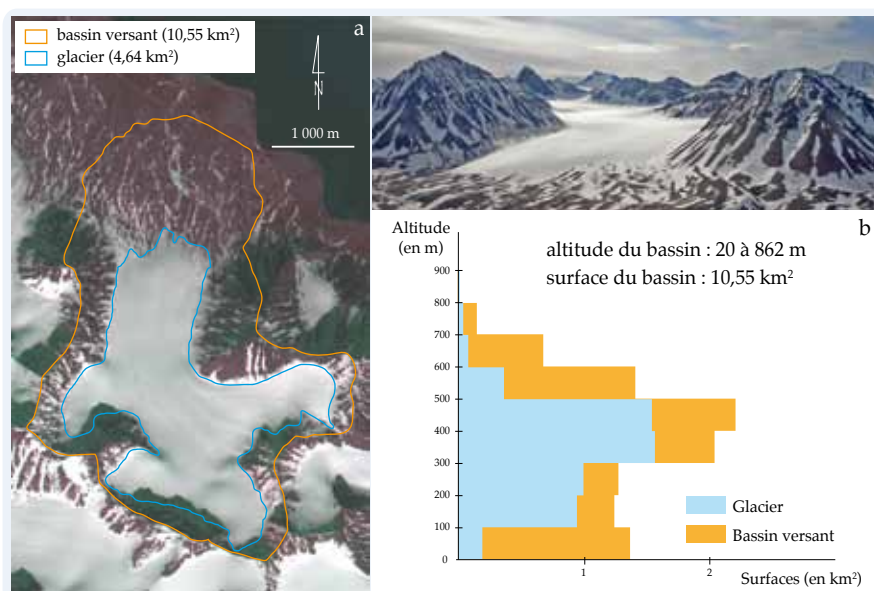 bassin versant (10,55 km²)
glacier (4,64 km²)
a
N
1 000 m
b
Altitude
(en m)
altitude du bassin : 20 à 862 m
surface du bassin : 10,55 km²
900
800
700
600
500
400
300
200
100
0
Glacier
Bassin versant
1
2
Surfaces (en km²)